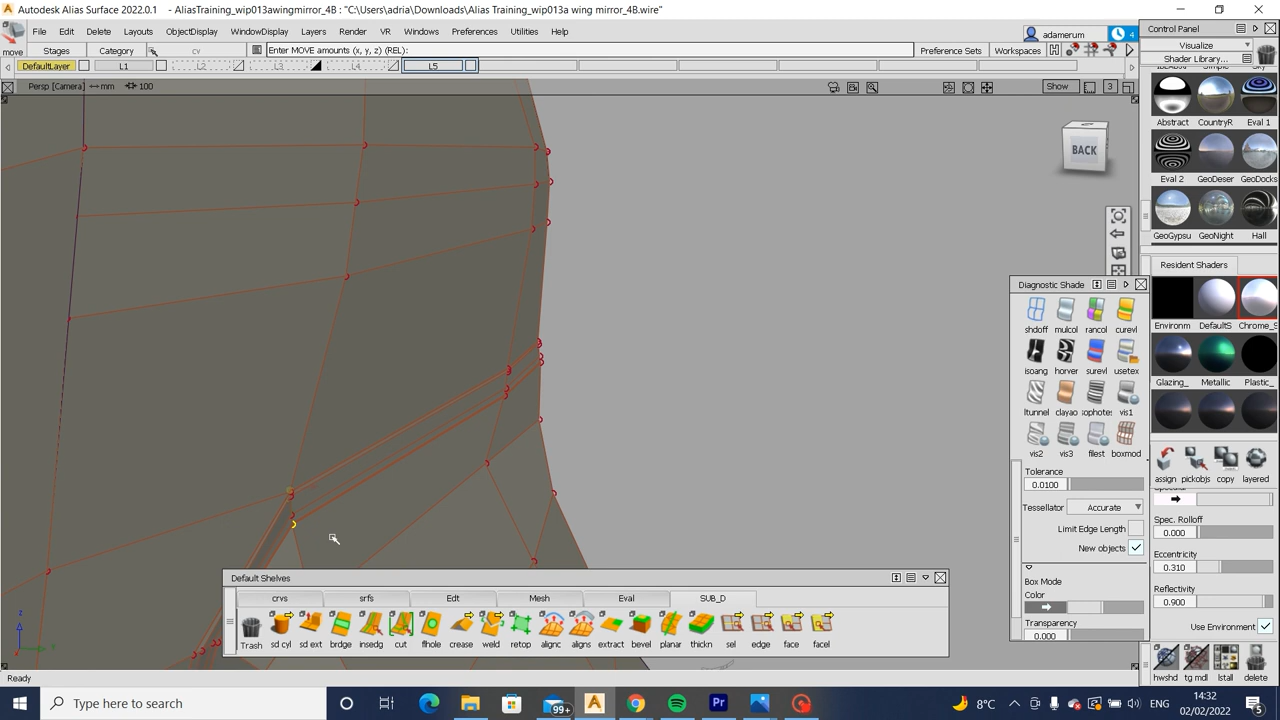 Autodesk Alias Surface 2022.0.1 - AliasTraining_wip013awingmirror_4B : "C:\Users\adria\Downloads\Alias Training_wip013a wing mirror_4B.wire"
File Edit Delete Layouts ObjectDisplay WindowDisplay Layers Render VR Windows Preferences Utilities Help
adamerum 4
move
Stages Category cv Enter MOVE amounts (x, y, z) (REL):
Preference Sets Workspaces
DefaultLayer L1 L2 L3 L4 L5
Persp [Camera] mm 100
Show 3
BACK
Control Panel
Visualize
Shader Library...
Abstract CountryR Eval 1
Eval 2 GeoDeser GeoDocks
GeoGypsu GeoNight Hall
Resident Shaders
Environm DefaultS Chrome_S
Glazing_ Metallic Plastic_
assign pickobjs copy layered
Spec. Rolloff
0.000
Eccentricity
0.310
Reflectivity
0.900
Use Environment
hwshd tg mdl lstall delete
Diagnostic Shade
shdoff mulcol rancol curevl
isoang horver surevl usetex
ltunnel clayao vis1
vis2 vis3 filest boxmod
Tolerance
0.0100
Tessellator Accurate
Limit Edge Length
New objects
Box Mode
Color
Transparency
0.000
Default Shelves
crvs srfs Edt Mesh Eval SUB_D
Trash sd cyl sd ext brdge insedg cut flhole crease weld retop alignc aligns extract bevel planar thickn sel edge face facel
Ready
Type here to search
99+
Pr
8°C
ENG
14:32
02/02/2022